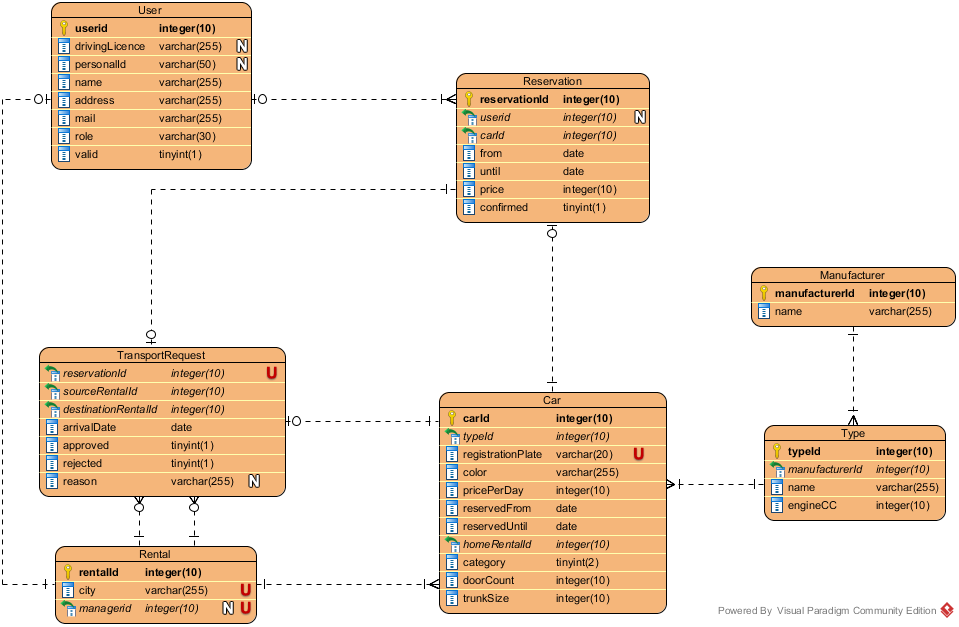 User
userid integer(10)
drivingLicence varchar(255) N
personalId varchar(50) N
name varchar(255)
address varchar(255)
mail varchar(255)
role varchar(30)
valid tinyint(1)
Reservation
reservationId integer(10)
userid integer(10) N
carId integer(10)
from date
until date
price integer(10)
confirmed tinyint(1)
Manufacturer
manufacturerId integer(10)
name varchar(255)
TransportRequest
reservationId integer(10) U
sourceRentalId integer(10)
destinationRentalId integer(10)
arrivalDate date
approved tinyint(1)
rejected tinyint(1)
reason varchar(255) N
Car
carId integer(10)
typeId integer(10)
registrationPlate varchar(20) U
color varchar(255)
pricePerDay integer(10)
reservedFrom date
reservedUntil date
homeRentalId integer(10)
category tinyint(2)
doorCount integer(10)
trunkSize integer(10)
Type
typeId integer(10)
manufacturerId integer(10)
name varchar(255)
engineCC integer(10)
Rental
rentalId integer(10)
city varchar(255) U
managerid integer(10) N U
Powered By Visual Paradigm Community Edition